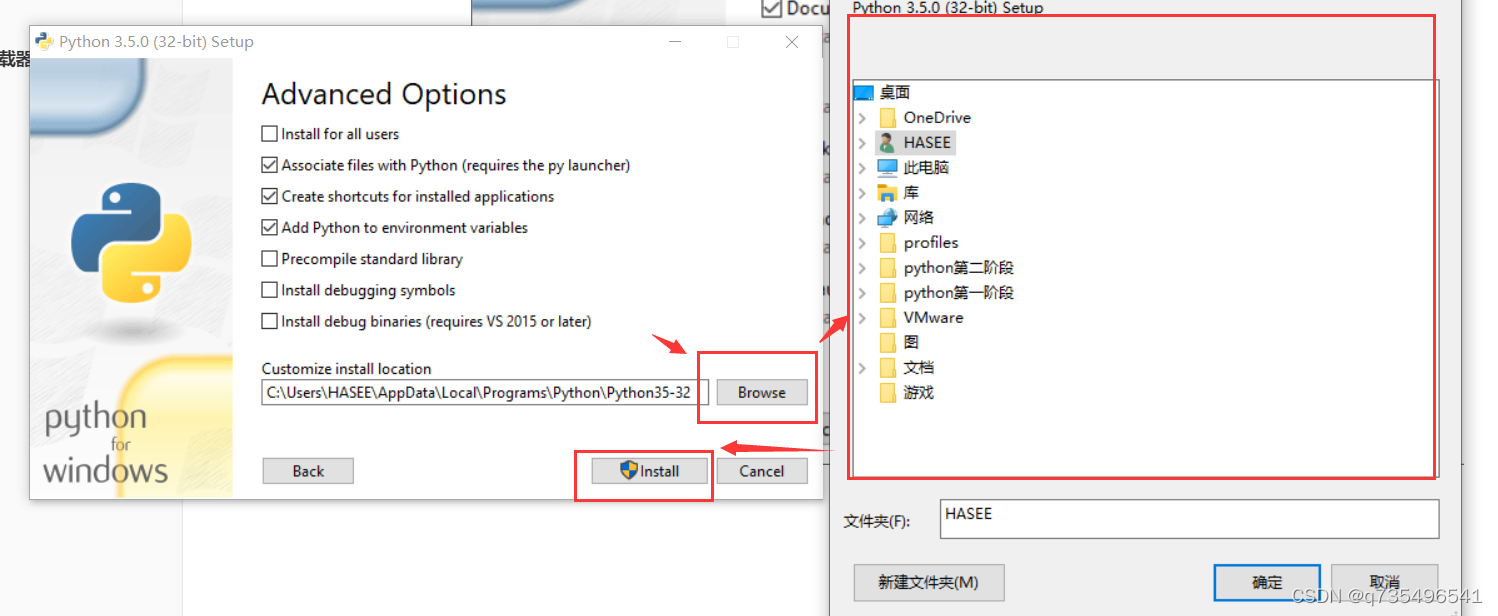 Docu
Python 3.5.0 (32-bit) Setup
Python 3.5.0 (32-bit) Setup
载器
Advanced Options
Install for all users
Associate files with Python (requires the py launcher)
Create shortcuts for installed applications
Add Python to environment variables
Precompile standard library
Install debugging symbols
Install debug binaries (requires VS 2015 or later)
Customize install location
C:\Users\HASEE\AppData\Local\Programs\Python\Python35-32
Browse
python
for
windows
Back
Install
Cancel
桌面
OneDrive
HASEE
此电脑
库
网络
profiles
python第二阶段
python第一阶段
VMware
图
文档
游戏
文件夹(F):
HASEE
新建文件夹(M)
确定
取消
CSDN @q735496541